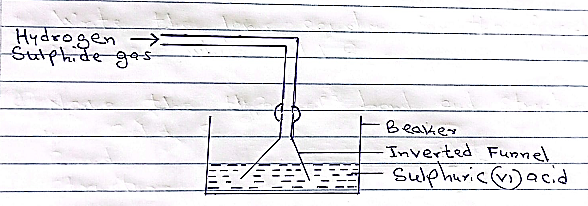 Hydrogen
Sulphide gas
Beaker
Inverted Funnel
Sulphuric (VI) acid